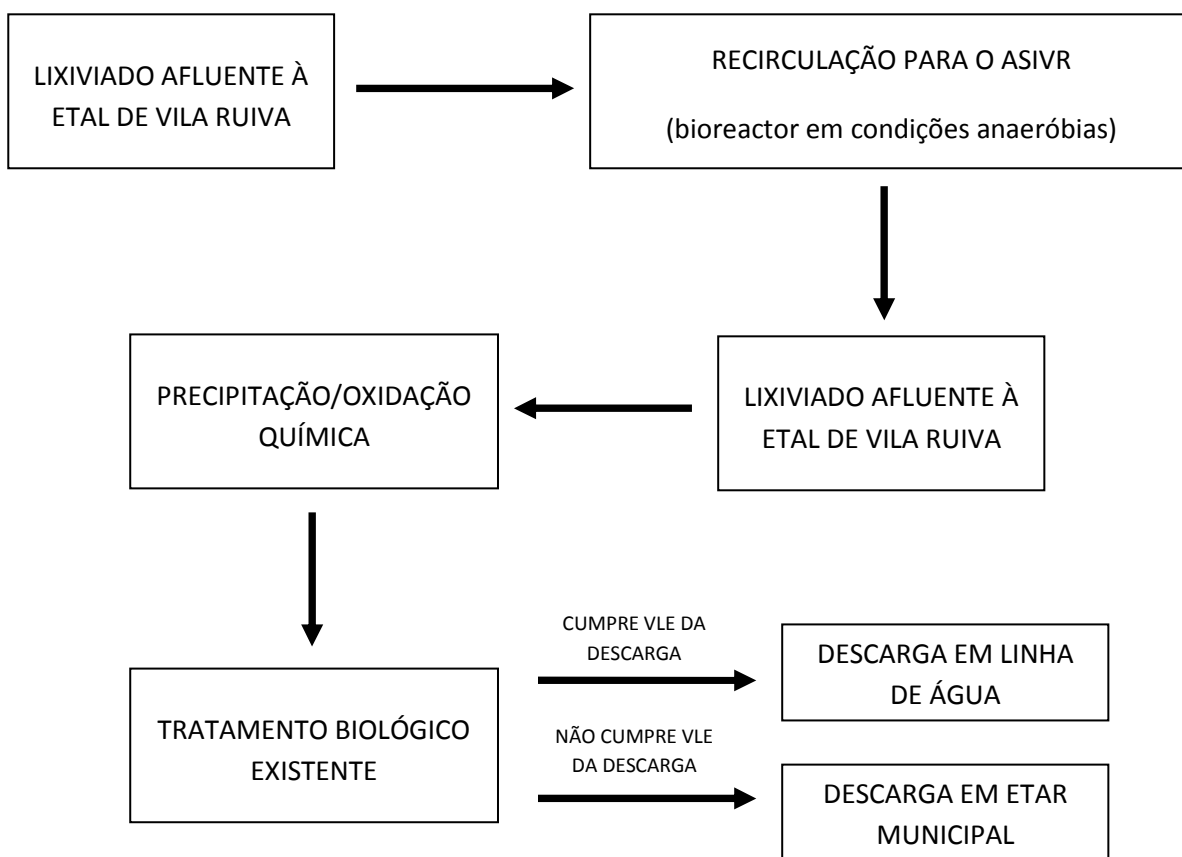 LIXIVIADO AFLUENTE À
ETAL DE VILA RUIVA
RECIRCULAÇÃO PARA O ASIVR
(bioreactor em condições anaeróbias)
LIXIVIADO AFLUENTE À
ETAL DE VILA RUIVA
PRECIPITAÇÃO/OXIDAÇÃO
QUÍMICA
TRATAMENTO BIOLÓGICO
EXISTENTE
CUMPRE VLE DA
DESCARGA
DESCARGA EM LINHA
DE ÁGUA
NÃO CUMPRE VLE
DA DESCARGA
DESCARGA EM ETAR
MUNICIPAL